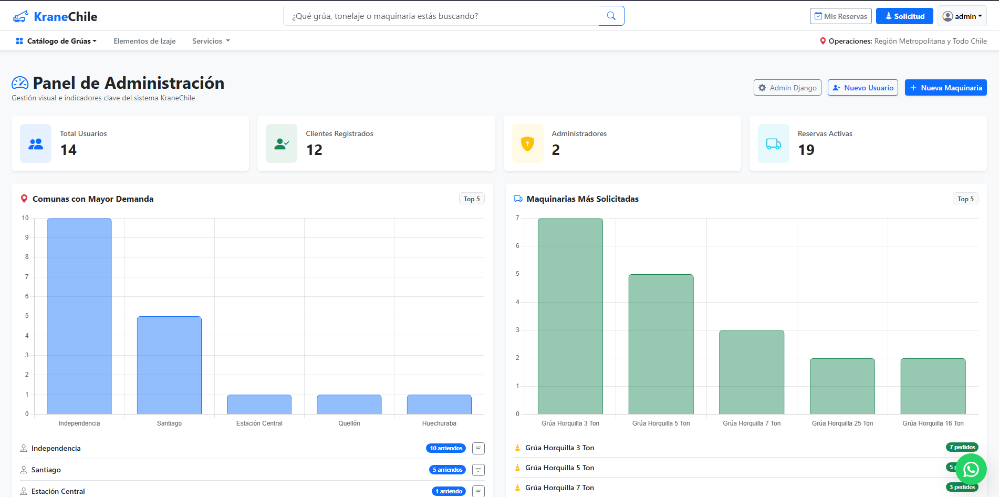 KraneChile
¿Qué grúa, tonelaje o maquinaria estás buscando?
Mis Reservas
Solicitud
admin
Catálogo de Grúas
Elementos de Izaje
Servicios
Operaciones: Región Metropolitana y Todo Chile
Panel de Administración
Gestión visual e indicadores clave del sistema KraneChile
Admin Django
Nuevo Usuario
Nueva Maquinaria
Total Usuarios
14
Clientes Registrados
12
Administradores
2
Reservas Activas
19
Comunas con Mayor Demanda
Top 5
10
9
8
7
6
5
4
3
2
1
0
Independencia
Santiago
Estación Central
Quellón
Huechuraba
Independencia
10 arriendos
Santiago
5 arriendos
Estación Central
1 arriendo
Maquinarias Más Solicitadas
Top 5
7
6
5
4
3
2
1
0
Grúa Horquilla 3 Ton
Grúa Horquilla 5 Ton
Grúa Horquilla 7 Ton
Grúa Horquilla 25 Ton
Grúa Horquilla 16 Ton
Grúa Horquilla 3 Ton
7 pedidos
Grúa Horquilla 5 Ton
5
Grúa Horquilla 7 Ton
3 pedidos